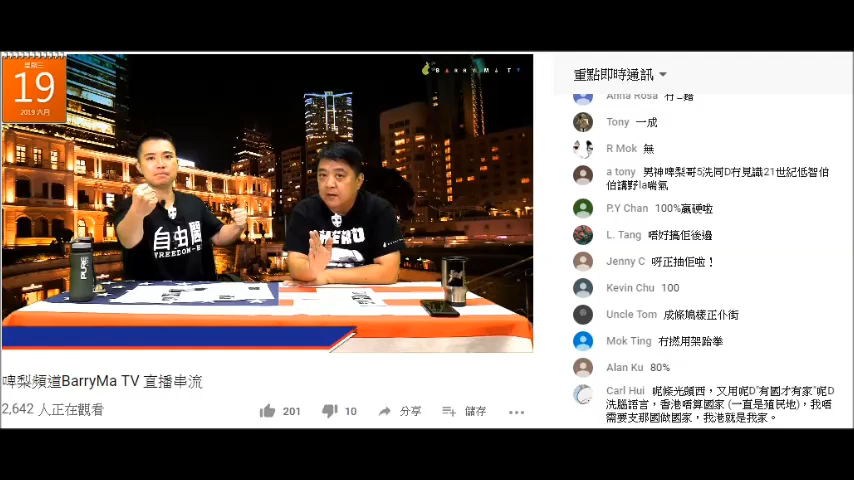 星期三
19
2019 六月
BARRYMA TV
自由閪
FREEDOM-H
HERO
PURE
啤梨頻道BarryMa TV 直播串流
2,642 人正在觀看
201
10
分享
儲存
重點即時通訊
Anna Rosa
Tony 一成
R Mok 無
a tony 男神啤梨哥5洗同D冇見識21世紀低智伯
伯講野la喘氣
P.Y Chan 100%贏硬啦
L. Tang 唔好搞佢後邊
Jenny C 呀正抽佢啦！
Kevin Chu 100
Uncle Tom 成條鳩樣正仆街
Mok Ting 冇撚用架跆拳
Alan Ku 80%
Carl Hui 呢條光頭西，又用呢D"有國才有家"呢D
洗腦語言，香港唔算國家 (一直是殖民地)，我唔
需要支那國做國家，我港就是我家。